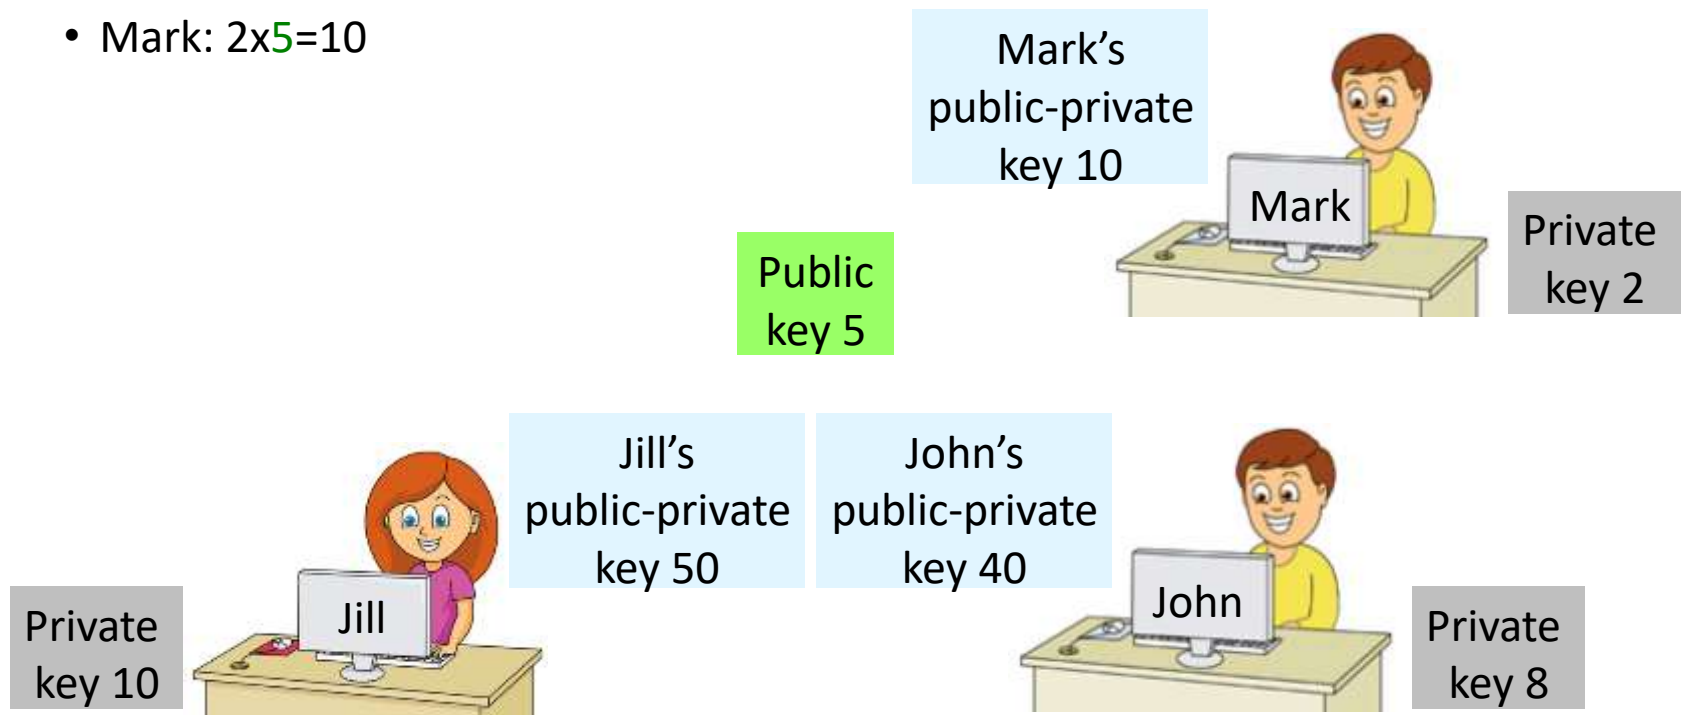 • Mark: 2x5=10
Mark’s
public-private
key 10
Mark
Private
key 2
Public
key 5
Jill’s
public-private
key 50
John’s
public-private
key 40
Jill
John
Private
key 10
Private
key 8